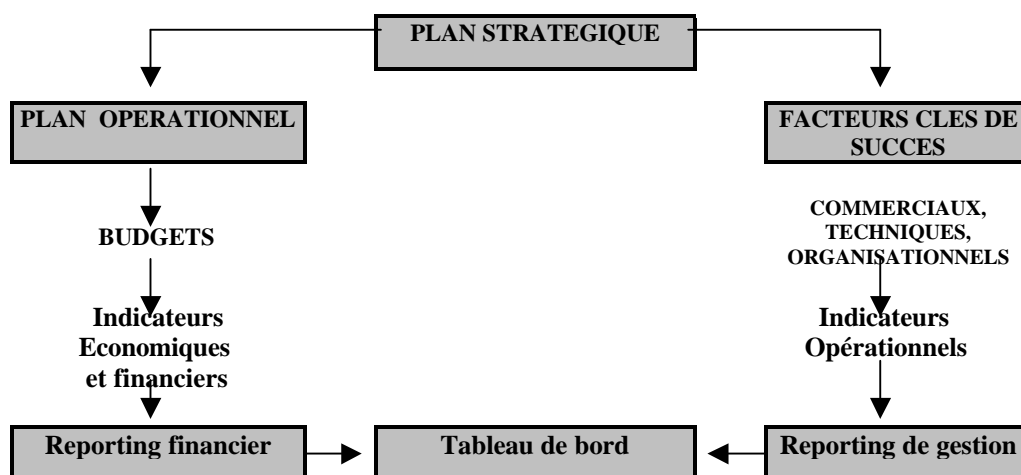 PLAN STRATEGIQUE
PLAN OPERATIONNEL
FACTEURS CLES DE
SUCCES
COMMERCIAUX,
TECHNIQUES,
ORGANISATIONNELS
BUDGETS
Indicateurs
Economiques
et financiers
Indicateurs
Opérationnels
Reporting financier
Tableau de bord
Reporting de gestion